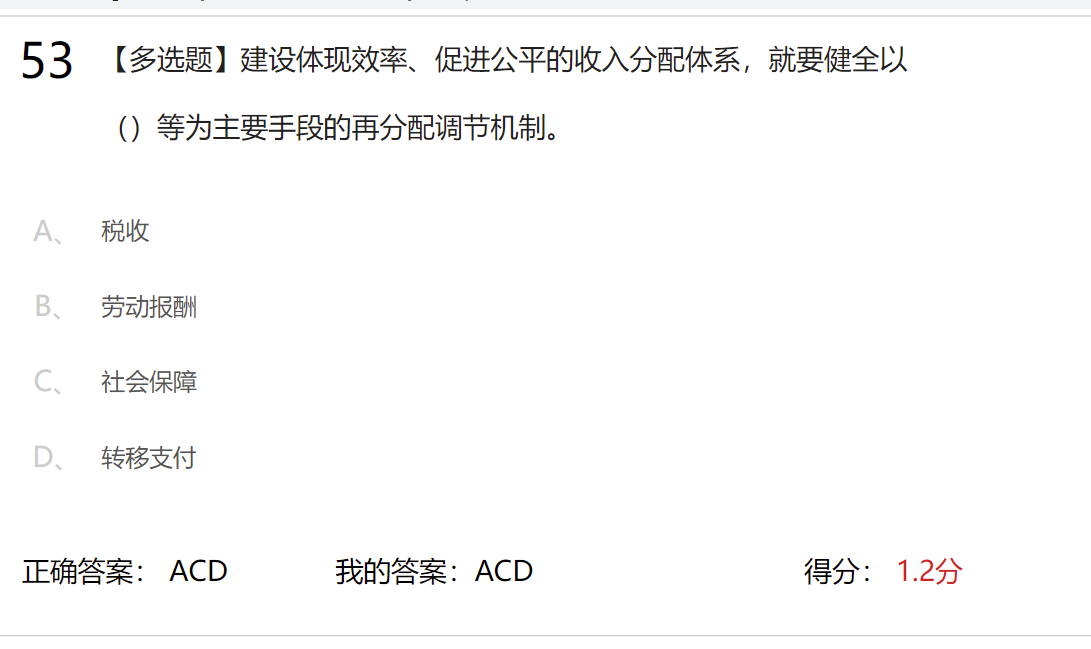 53 【多选题】建设体现效率、促进公平的收入分配体系，就要健全以
（）等为主要手段的再分配调节机制。
A、 税收
B、 劳动报酬
C、 社会保障
D、 转移支付
正确答案： ACD 我的答案：ACD 得分： 1.2分